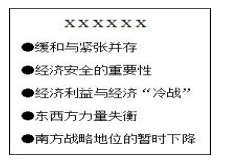 XXXXXX
●缓和与紧张并存
●经济安全的重要性
●经济利益与经济“冷战”
●东西方力量失衡
●南方战略地位的暂时下降